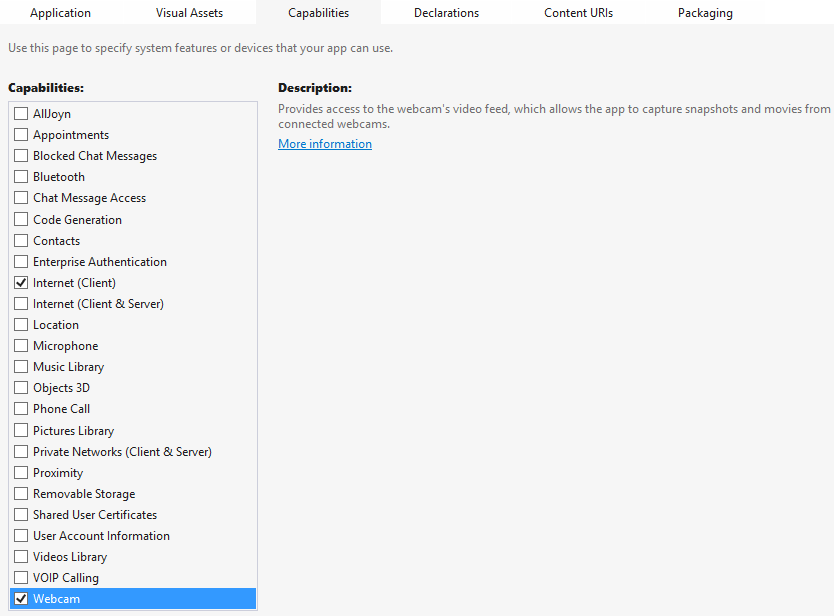 Application Visual Assets Capabilities Declarations Content URIs Packaging
Use this page to specify system features or devices that your app can use.
Capabilities:
AllJoyn
Appointments
Blocked Chat Messages
Bluetooth
Chat Message Access
Code Generation
Contacts
Enterprise Authentication
Internet (Client)
Internet (Client & Server)
Location
Microphone
Music Library
Objects 3D
Phone Call
Pictures Library
Private Networks (Client & Server)
Proximity
Removable Storage
Shared User Certificates
User Account Information
Videos Library
VOIP Calling
Webcam
Description:
Provides access to the webcam's video feed, which allows the app to capture snapshots and movies from
connected webcams.
More information